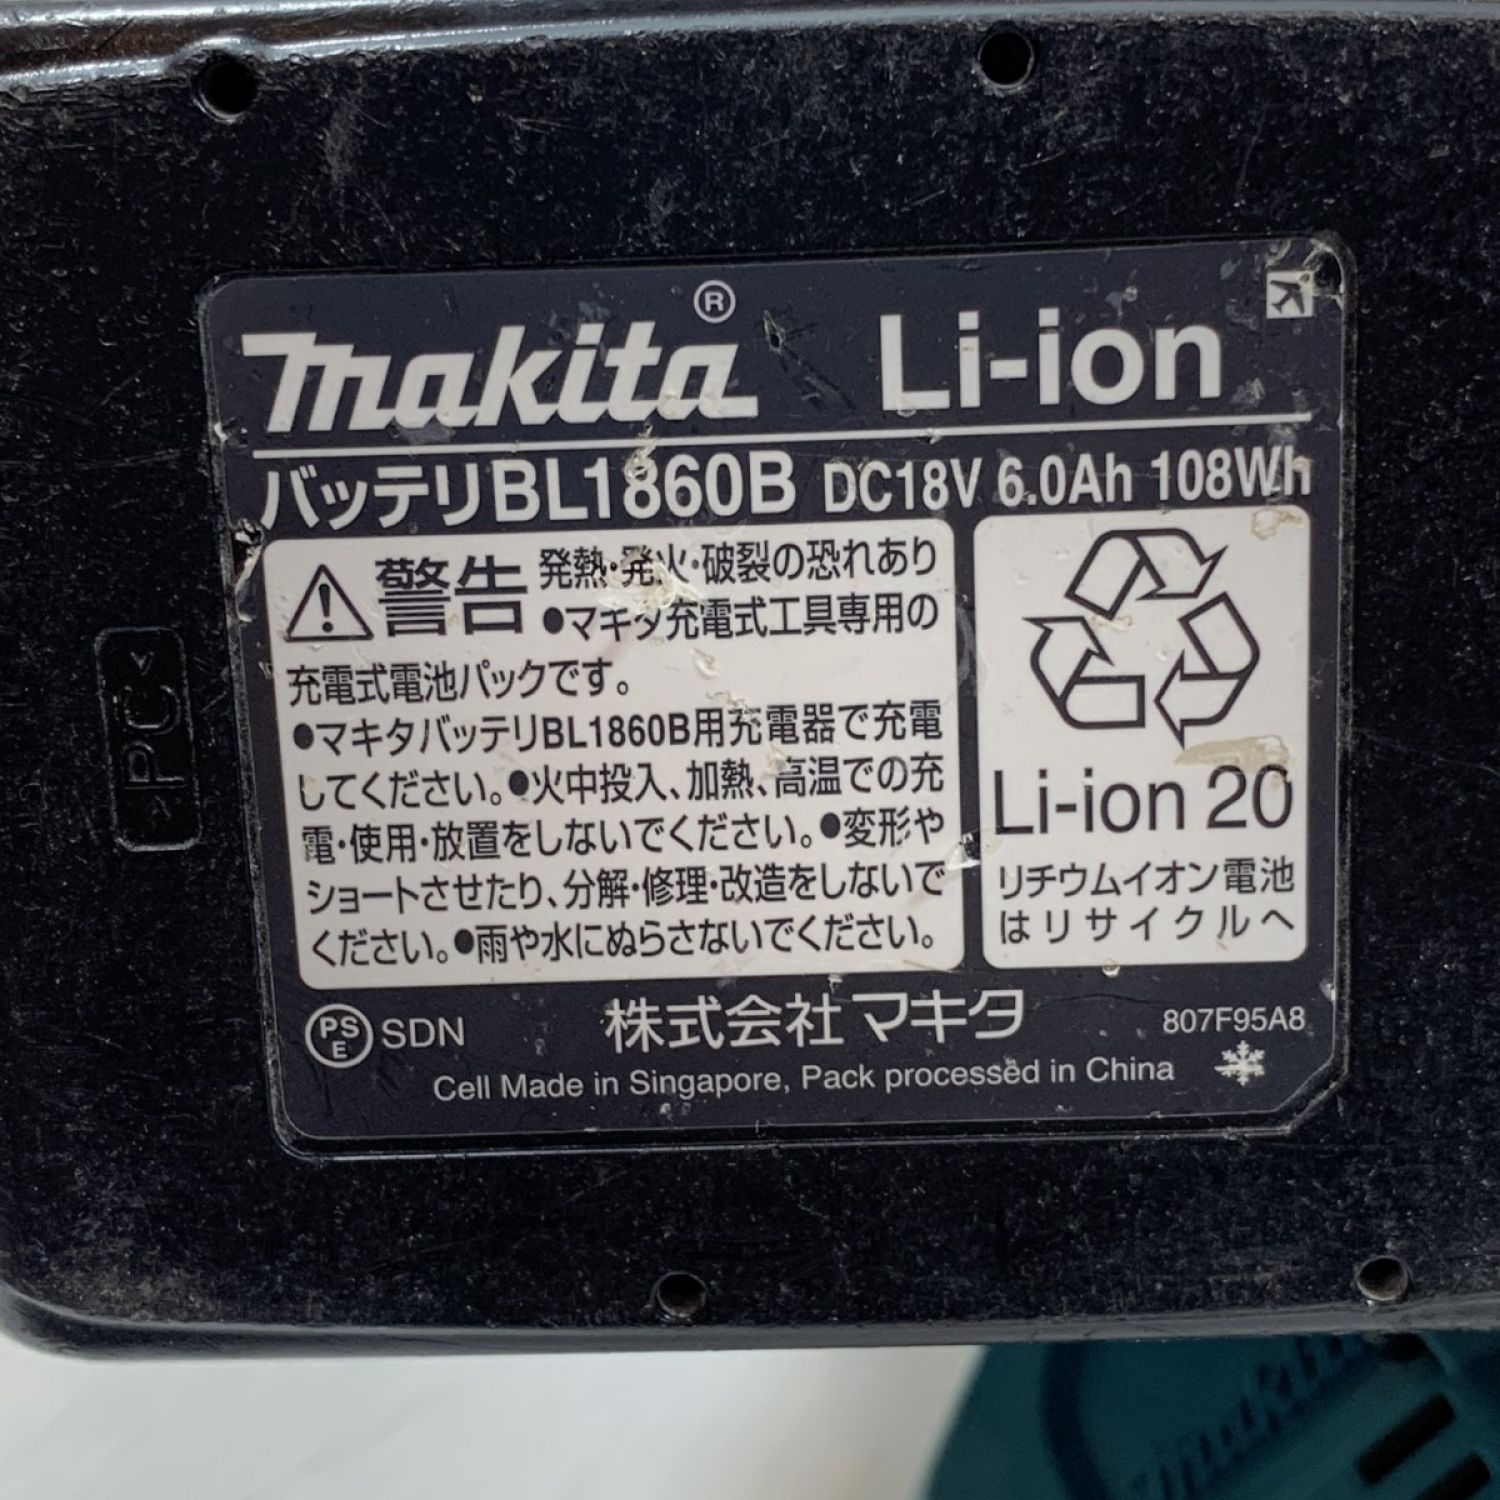 makita® Li-ion
バッテリBL1860B DC18V 6.0Ah 108Wh
警告 発熱・発火・破裂の恐れあり
●マキタ充電式工具専用の
充電式電池パックです。
●マキタバッテリBL1860B用充電器で充電
してください。●火中投入、加熱、高温での充
電・使用・放置をしないでください。●変形や
ショートさせたり、分解・修理・改造をしないで
ください。●雨や水にぬらさないでください。
Li-ion 20
リチウムイオン電池
はリサイクルへ
PSE SDN 株式会社マキタ 807F95A8
Cell Made in Singapore, Pack processed in China
>PC<
makita